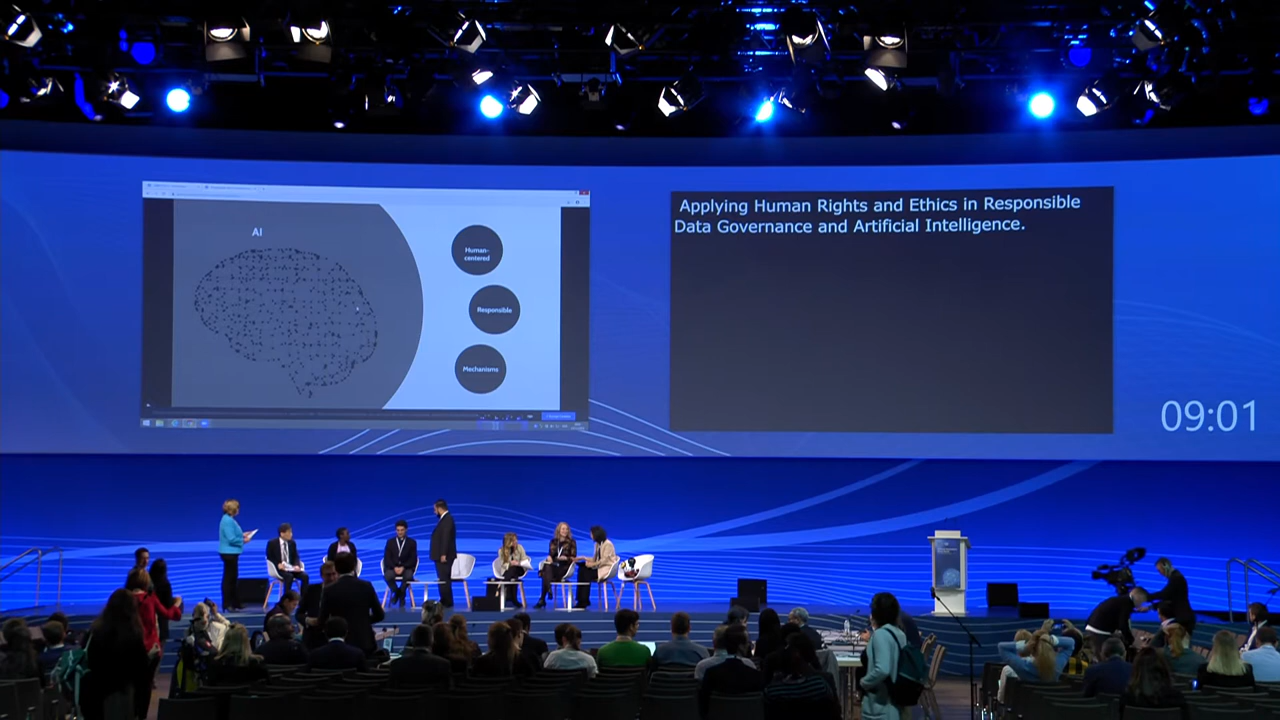 AI
Human-
centered
Responsible
Mechanisms
Applying Human Rights and Ethics in Responsible
Data Governance and Artificial Intelligence.
09:01